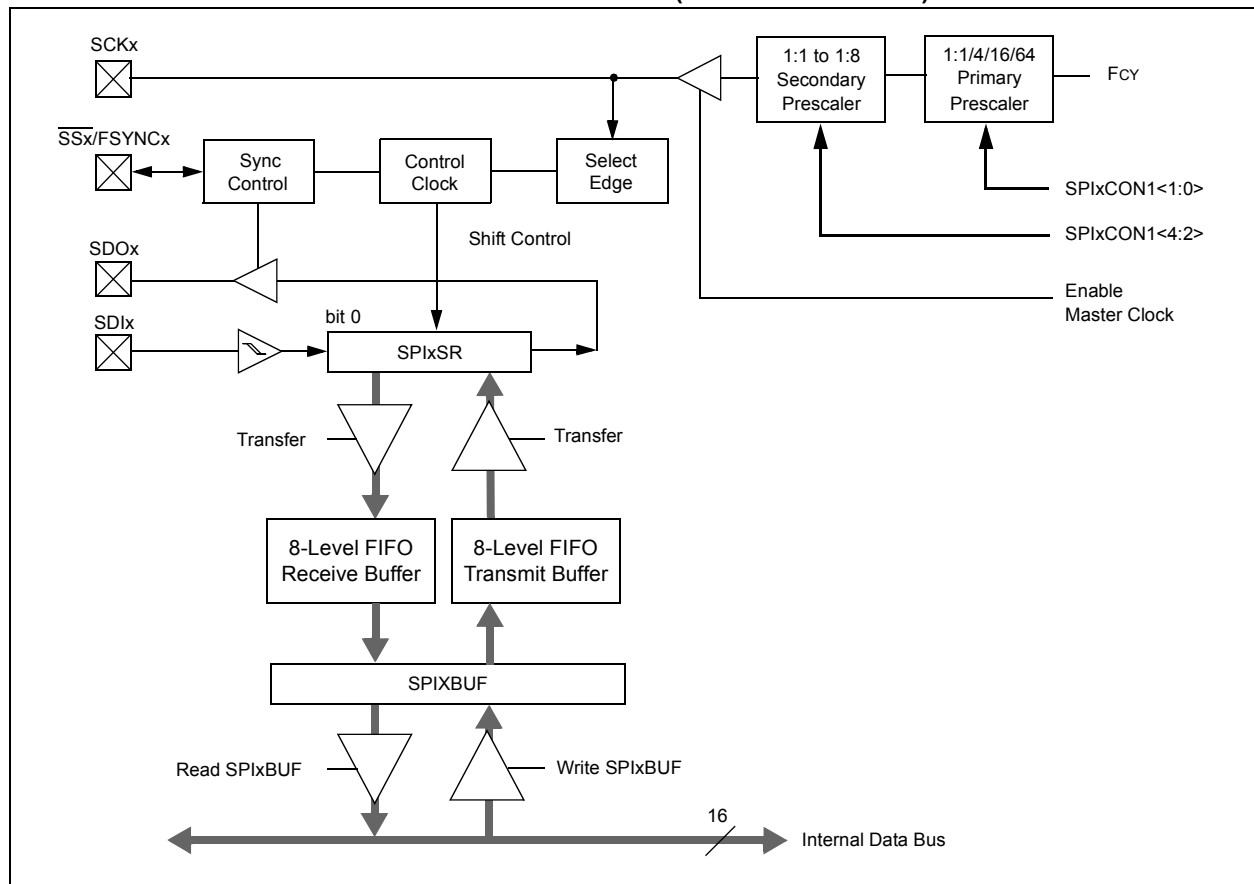 SCKx
1:1 to 1:8
Secondary
Prescaler
1:1/4/16/64
Primary
Prescaler
FCY
SSx/FSYNCx
Sync
Control
Control
Clock
Select
Edge
SPIxCON1<1:0>
SPIxCON1<4:2>
Shift Control
SDOx
Enable
Master Clock
bit 0
SDIx
SPIxSR
Transfer
Transfer
8-Level FIFO
Receive Buffer
8-Level FIFO
Transmit Buffer
SPIXBUF
Read SPIxBUF
Write SPIxBUF
16
Internal Data Bus